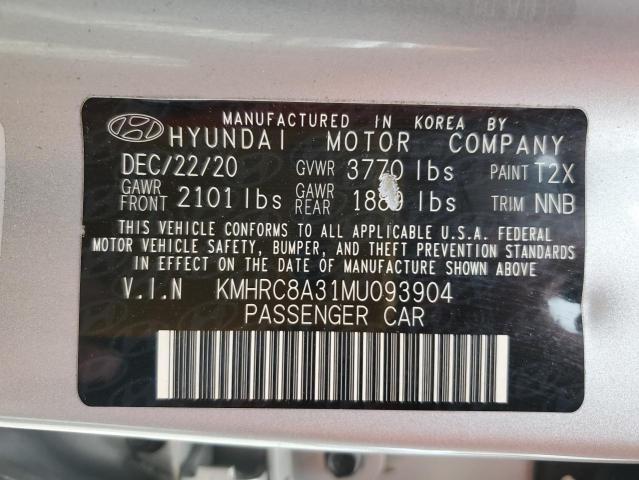 MANUFACTURED IN KOREA BY
HYUNDAI MOTOR COMPANY
DEC/22/20 GVWR 3770 lbs PAINT T2X
GAWR FRONT 2101 lbs GAWR REAR lbs TRIM NNB
THIS VEHICLE CONFORMS TO ALL APPLICABLE U.S.A. FEDERAL
MOTOR VEHICLE SAFETY, BUMPER, AND THEFT PREVENTION STANDARDS
IN EFFECT ON THE DATE OF MANUFACTURE SHOWN ABOVE
V.I.N KMHRC8A31MU093904
PASSENGER CAR